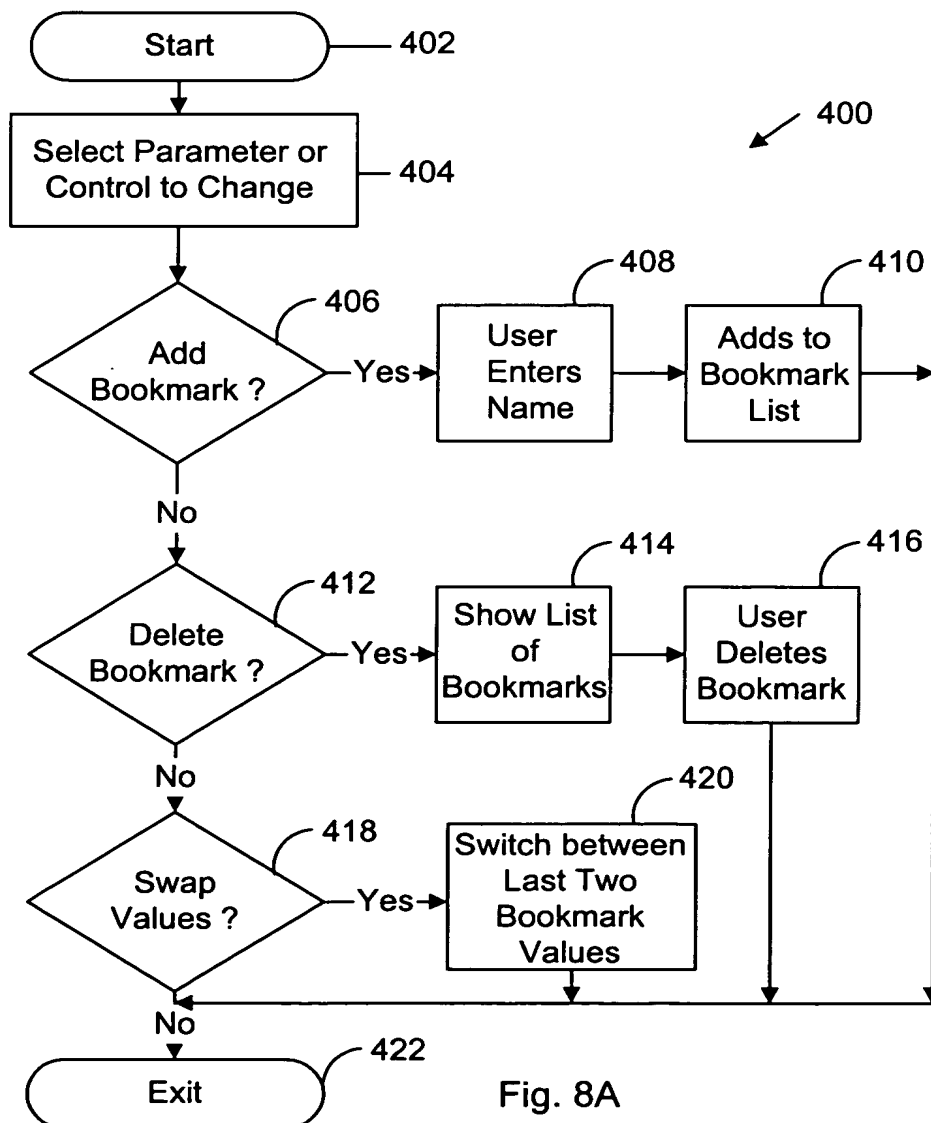 Start
402
400
Select Parameter or
Control to Change
404
406
408
410
Add
Bookmark ?
Yes
User
Enters
Name
Adds to
Bookmark
List
No
412
414
416
Delete
Bookmark ?
Yes
Show List
of
Bookmarks
User
Deletes
Bookmark
No
418
420
Swap
Values ?
Yes
Switch between
Last Two
Bookmark
Values
No
422
Exit
Fig. 8A